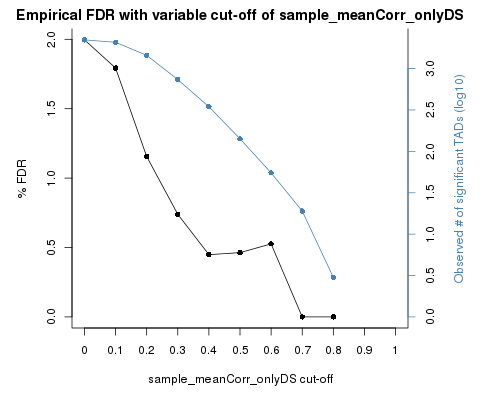 Empirical FDR with variable cut-off of sample_meanCorr_onlyDS
% FDR
2.0
1.5
1.0
0.5
0.0
3.0
2.5
2.0
1.5
1.0
0.5
0.0
Observed # of significant TADs (log10)
0 0.1 0.2 0.3 0.4 0.5 0.6 0.7 0.8 0.9 1
sample_meanCorr_onlyDS cut-off